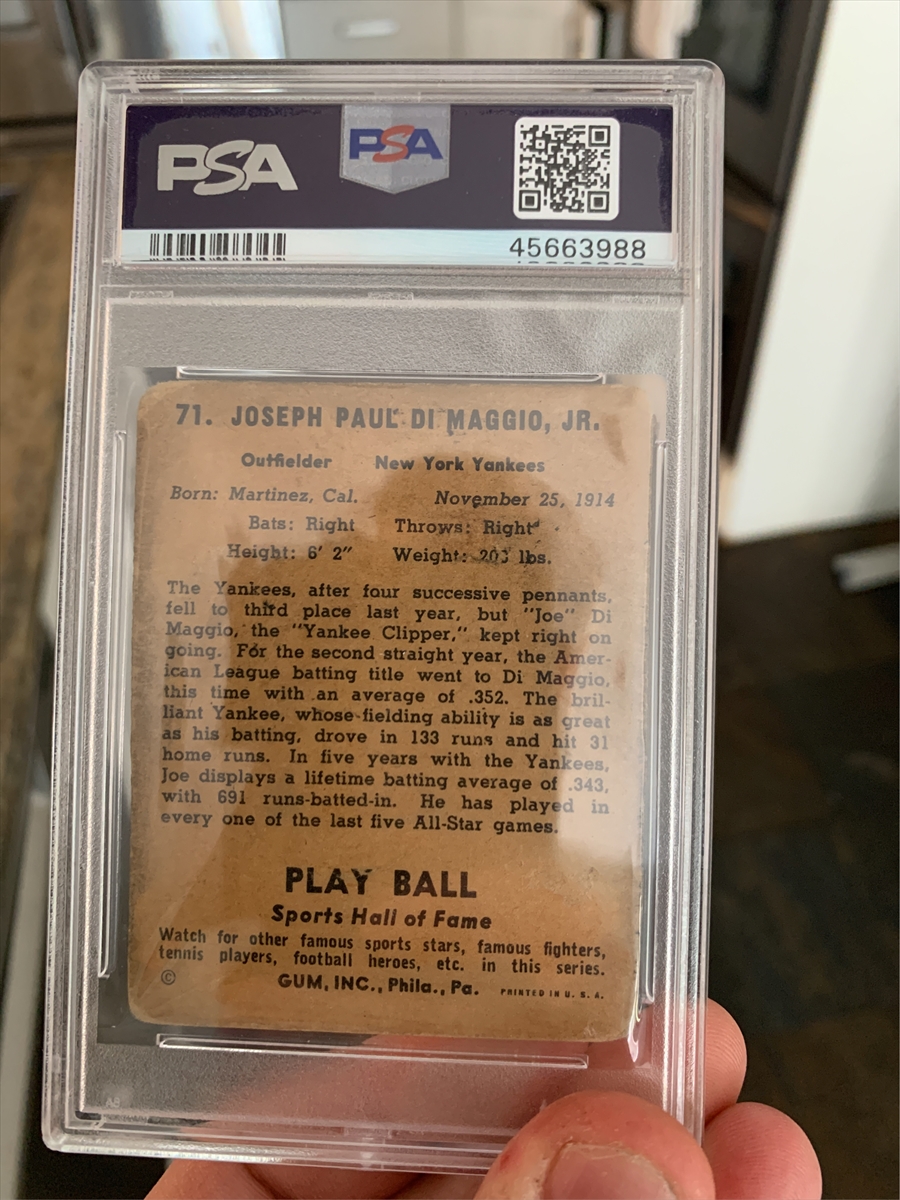 PSA PSA
45663988
71. JOSEPH PAUL DI MAGGIO, JR.
Outfielder New York Yankees
Born: Martinez, Cal. November 25, 1914
Bats: Right Throws: Right
Height: 6' 2" Weight: lbs.
The Yankees, after four successive pennants,
fell to third place last year, but "Joe" Di
Maggio, the "Yankee Clipper," kept right on
going. For the second straight year, the Amer-
ican League batting title went to Di Maggio,
this time with an average of .352. The bril-
liant Yankee, whose fielding ability is as great
as his batting, drove in 133 runs and hit 31
home runs. In five years with the Yankees,
Joe displays a lifetime batting average of .343,
with 691 runs-batted-in. He has played in
every one of the last five All-Star games.
PLAY BALL
Sports Hall of Fame
Watch for other famous sports stars, famous fighters,
tennis players, football heroes, etc. in this series.
© GUM, INC., Phila., Pa. PRINTED IN U. S. A.